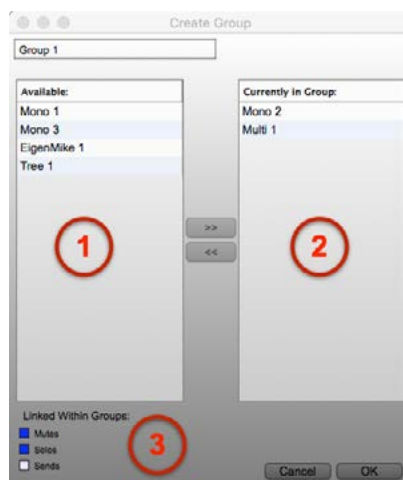 Create Group
Group 1
Available:
Mono 1
Mono 3
EigenMike 1
Tree 1
1
>>
<<
Currently in Group:
Mono 2
Multi 1
2
Linked Within Groups:
Mutes
Solos
Sends
3
Cancel
OK